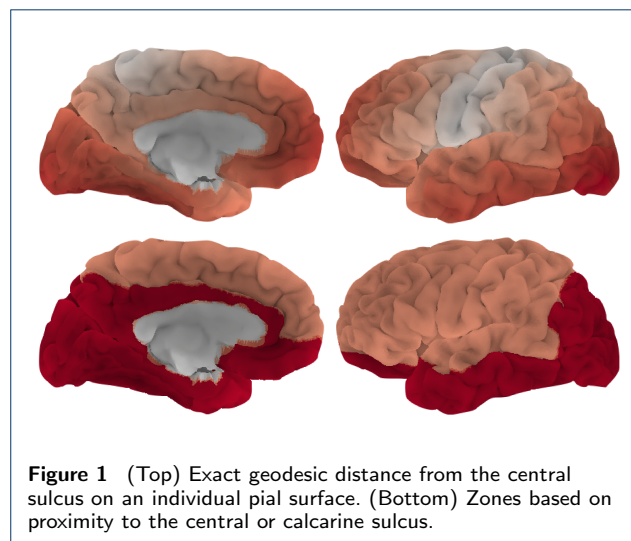 Figure 1 (Top) Exact geodesic distance from the central
sulcus on an individual pial surface. (Bottom) Zones based on
proximity to the central or calcarine sulcus.